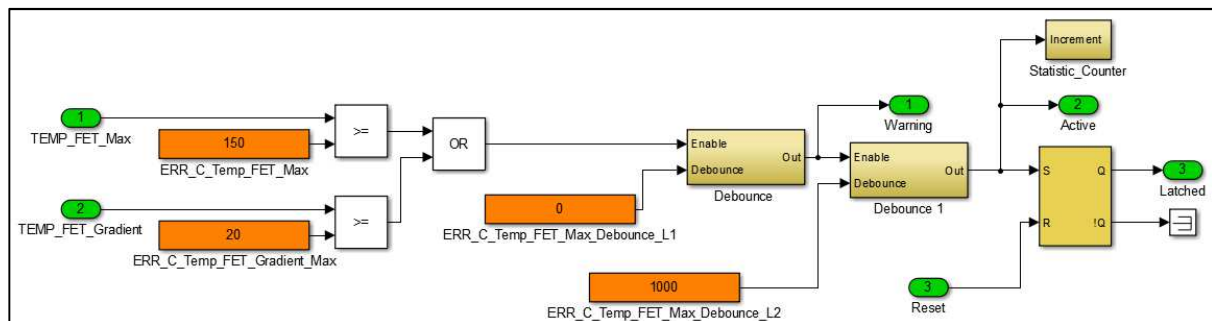 Increment
Statistic_Counter
1
TEMP_FET_Max
>=
150
ERR_C_Temp_FET_Max
OR
1
Warning
2
Active
Enable
Debounce
Out
Debounce
Enable
Debounce
Out
Debounce 1
S
R
Q
!Q
3
Latched
2
TEMP_FET_Gradient
>=
20
ERR_C_Temp_FET_Gradient_Max
0
ERR_C_Temp_FET_Max_Debounce_L1
1000
ERR_C_Temp_FET_Max_Debounce_L2
3
Reset